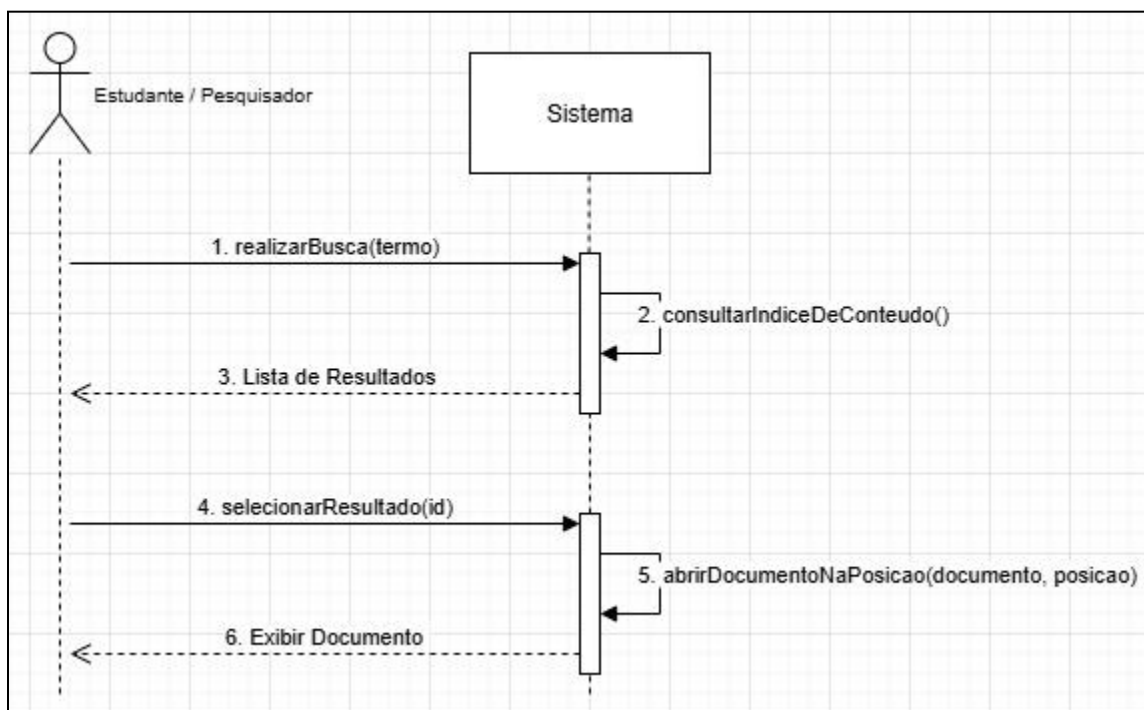 Estudante / Pesquisador
Sistema
1. realizarBusca(termo)
2. consultarIndiceDeConteudo()
3. Lista de Resultados
4. selecionarResultado(id)
5. abrirDocumentoNaPosicao(documento, posicao)
6. Exibir Documento